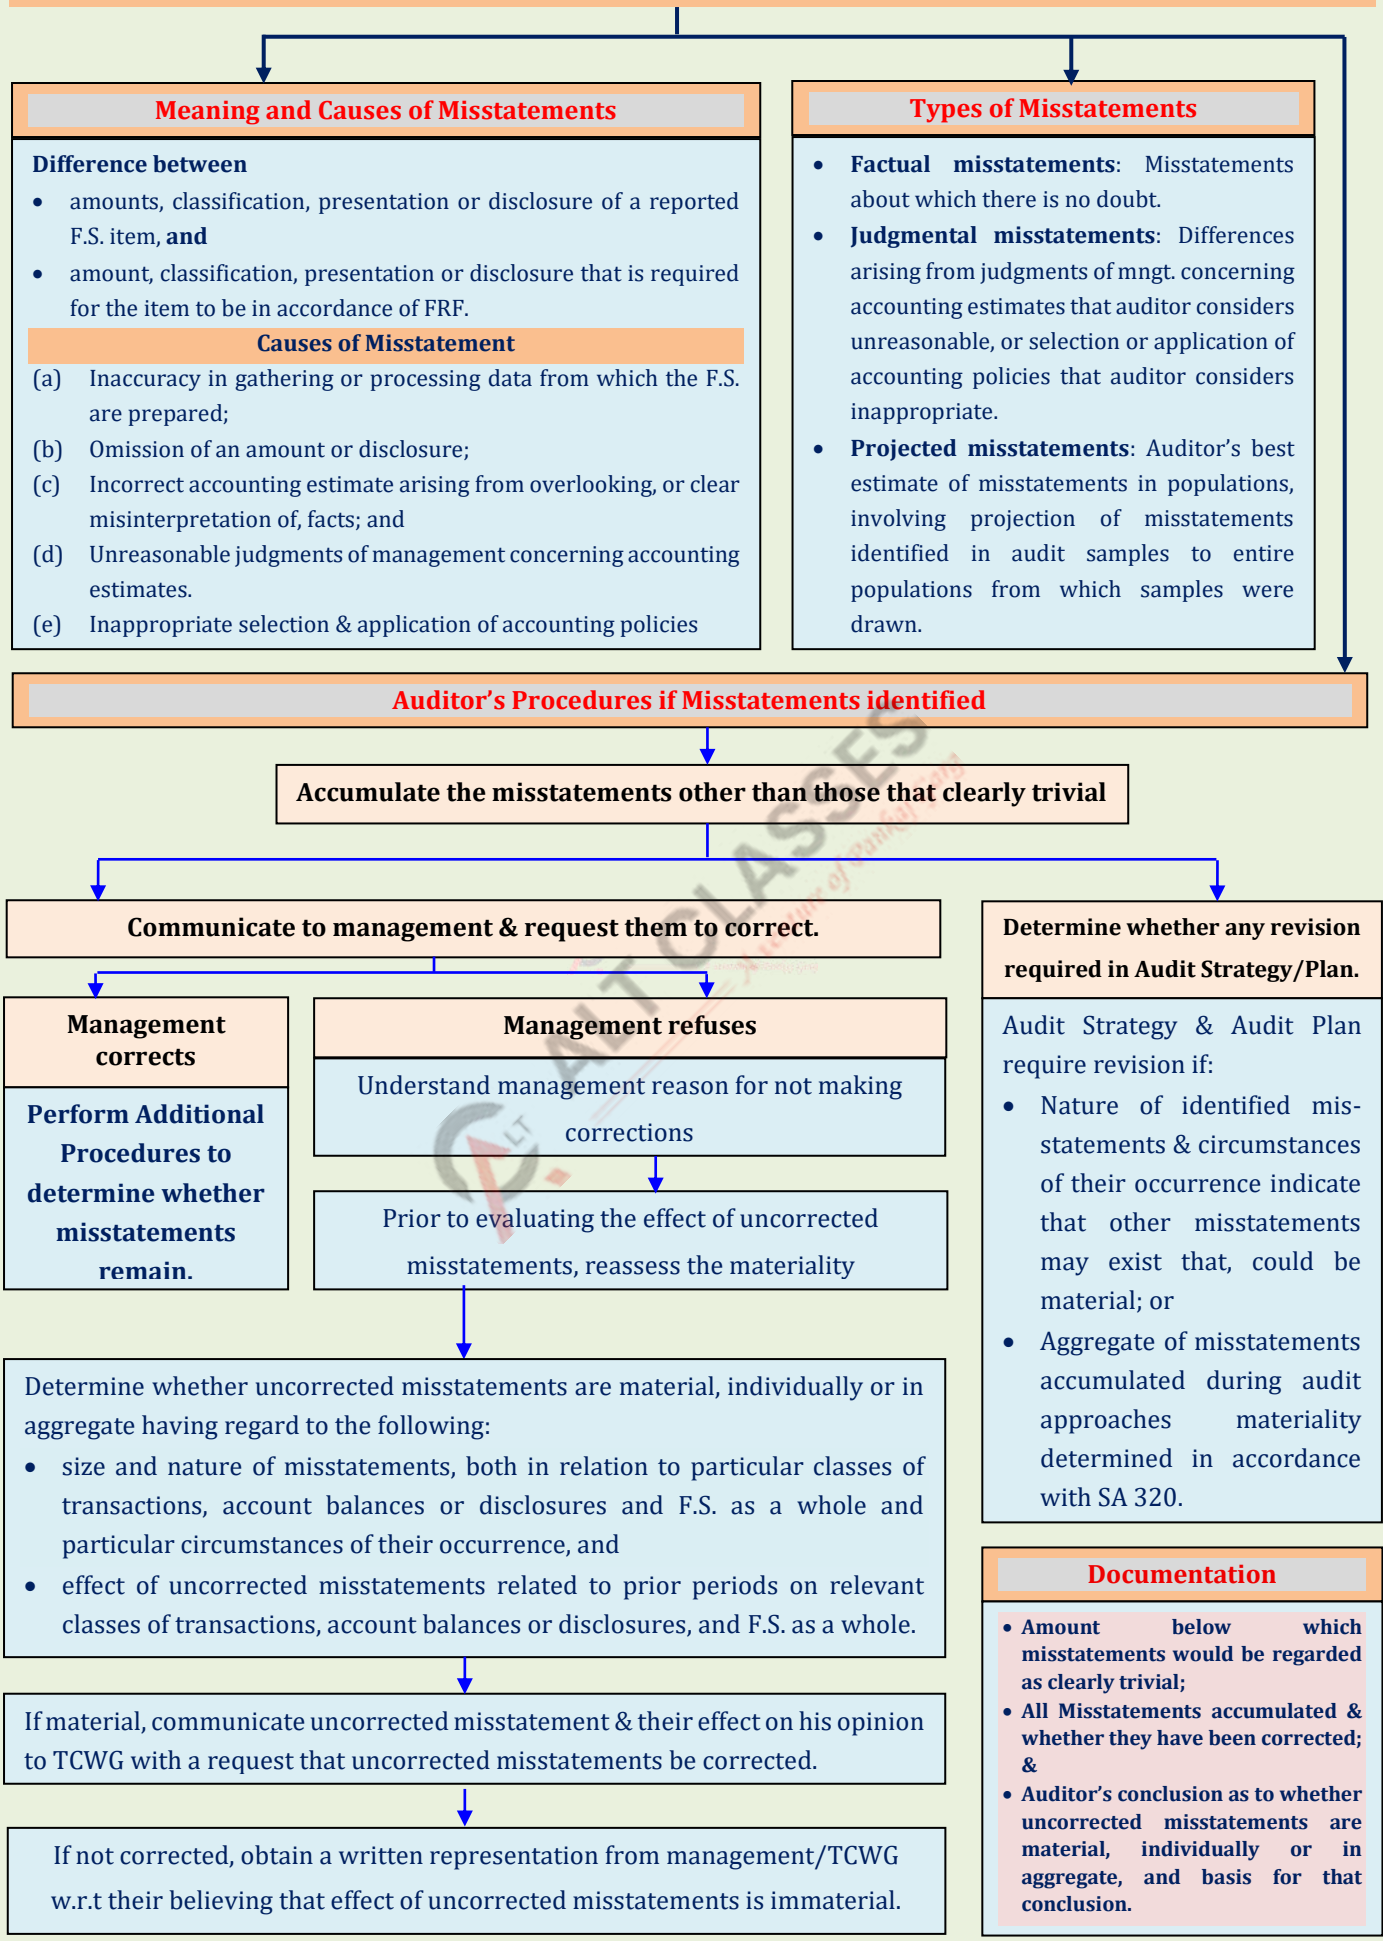 Meaning and Causes of Misstatements
Difference between
• amounts, classification, presentation or disclosure of a reported
F.S. item, and
• amount, classification, presentation or disclosure that is required
for the item to be in accordance of FRF.
Causes of Misstatement
(a) Inaccuracy in gathering or processing data from which the F.S.
are prepared;
(b) Omission of an amount or disclosure;
(c) Incorrect accounting estimate arising from overlooking, or clear
misinterpretation of, facts; and
(d) Unreasonable judgments of management concerning accounting
estimates.
(e) Inappropriate selection & application of accounting policies
Types of Misstatements
• Factual misstatements: Misstatements
about which there is no doubt.
• Judgmental misstatements: Differences
arising from judgments of mngt. concerning
accounting estimates that auditor considers
unreasonable, or selection or application of
accounting policies that auditor considers
inappropriate.
• Projected misstatements: Auditor's best
estimate of misstatements in populations,
involving projection of misstatements
identified in audit samples to entire
populations from which samples were
drawn.
Auditor's Procedures if Misstatements identified
Accumulate the misstatements other than those that clearly trivial
Communicate to management & request them to correct.
Management
corrects
Perform Additional
Procedures to
determine whether
misstatements
remain.
Management refuses
Understand management reason for not making
corrections
Prior to evaluating the effect of uncorrected
misstatements, reassess the materiality
Determine whether uncorrected misstatements are material, individually or in
aggregate having regard to the following:
• size and nature of misstatements, both in relation to particular classes of
transactions, account balances or disclosures and F.S. as a whole and
particular circumstances of their occurrence, and
• effect of uncorrected misstatements related to prior periods on relevant
classes of transactions, account balances or disclosures, and F.S. as a whole.
If material, communicate uncorrected misstatement & their effect on his opinion
to TCWG with a request that uncorrected misstatements be corrected.
If not corrected, obtain a written representation from management/TCWG
w.r.t their believing that effect of uncorrected misstatements is immaterial.
Determine whether any revision
required in Audit Strategy/Plan.
Audit Strategy & Audit Plan
require revision if:
• Nature of identified mis-
statements & circumstances
of their occurrence indicate
that other misstatements
may exist that, could be
material; or
• Aggregate of misstatements
accumulated during audit
approaches materiality
determined in accordance
with SA 320.
Documentation
• Amount below which
misstatements would be regarded
as clearly trivial;
• All Misstatements accumulated &
whether they have been corrected;
&
• Auditor's conclusion as to whether
uncorrected misstatements are
material, individually or in
aggregate, and basis for that
conclusion.
ALT CLASSES
A venture of Pankaj Garg
LT